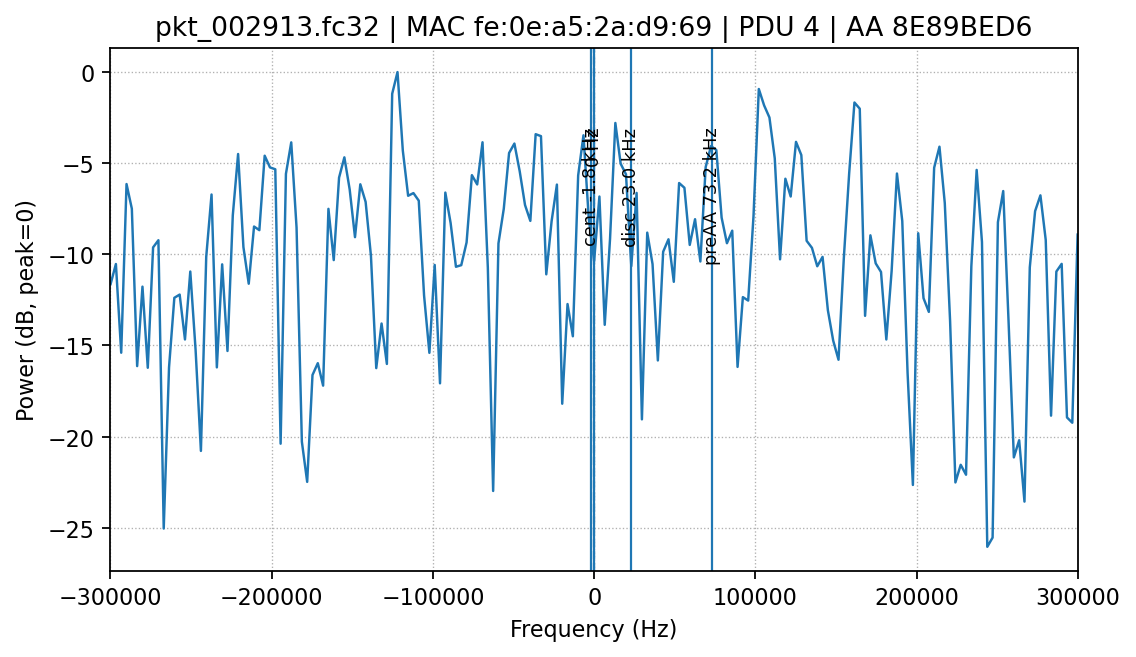 pkt_002913.fc32 | MAC fe:0e:a5:2a:d9:69 | PDU 4 | AA 8E89BED6
Power (dB, peak=0)
0
−5
−10
−15
−20
−25
cent -1.80 kHz
disc 23.0 kHz
preAA 73.2 kHz
−300000
−200000
−100000
0
100000
200000
300000
Frequency (Hz)